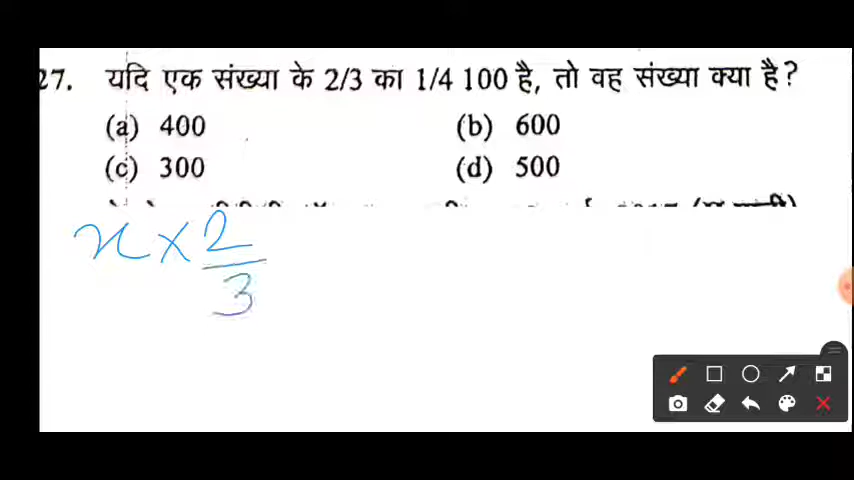 27. यदि एक संख्या के 2/3 का 1/4 100 है, तो वह संख्या क्या है?
(a) 400 (b) 600
(c) 300 (d) 500
x × 2/3